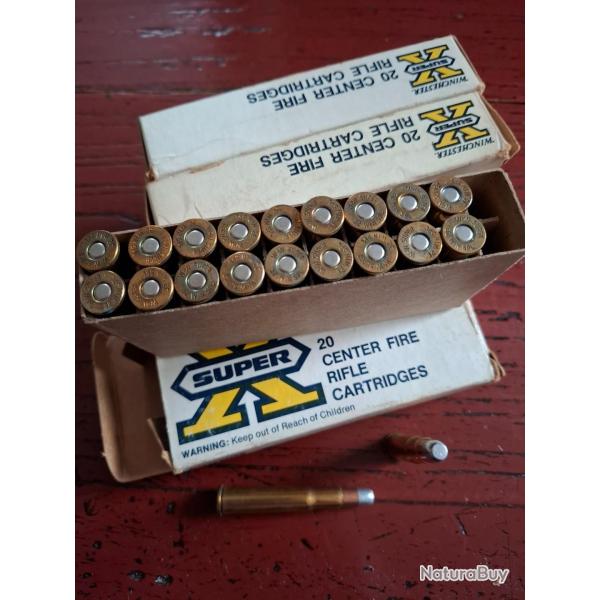 WINCHESTER
SUPER
X
20 CENTER FIRE
RIFLE CARTRIDGES
WINCHESTER
SUPER
X
20 CENTER FIRE
RIFLE CARTRIDGES
SUPER
X
20
CENTER FIRE
RIFLE
CARTRIDGES
WARNING: Keep out of Reach of Children
NaturaBuy